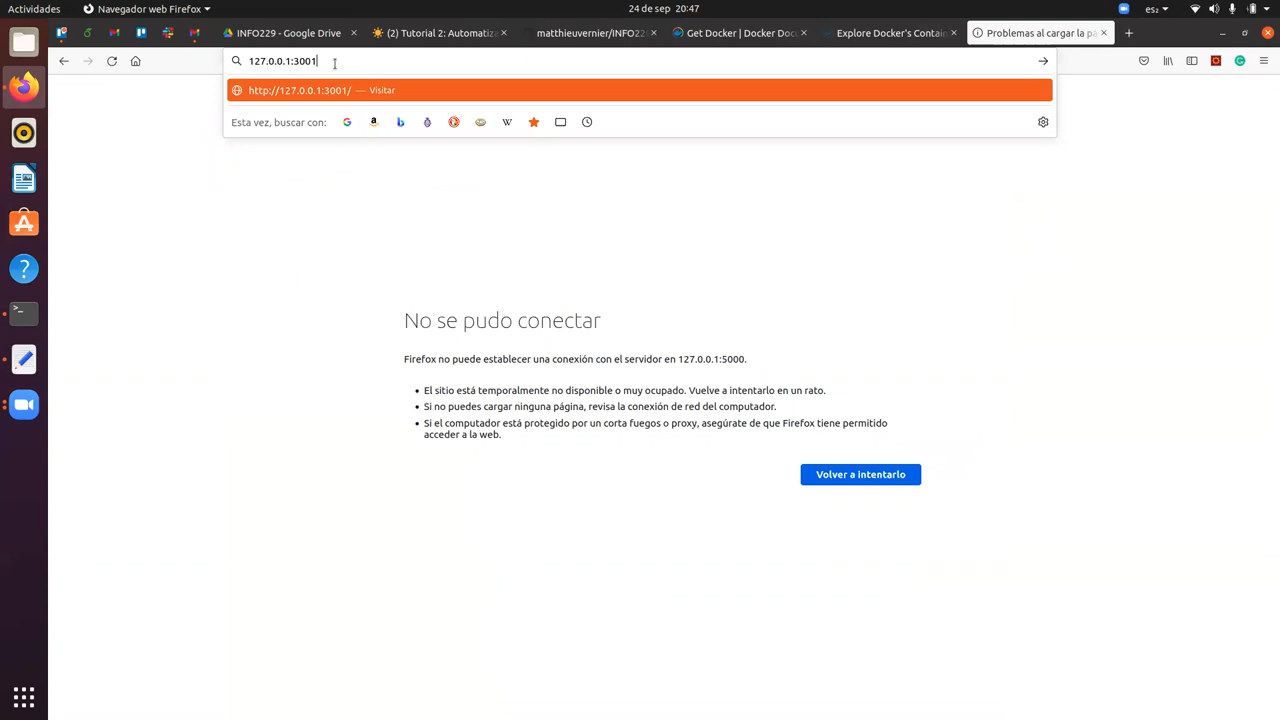 Actividades
Navegador web Firefox
24 de sep 20:47
es₂
INFO229 - Google Drive
(2) Tutorial 2: Automatiza
matthieuvernier/INFO229
Get Docker | Docker Docu
Explore Docker's Contain
Problemas al cargar la pá
127.0.0.1:3001
http://127.0.0.1:3001/ — Visitar
Esta vez, buscar con:
No se pudo conectar
Firefox no puede establecer una conexión con el servidor en 127.0.0.1:5000.
El sitio está temporalmente no disponible o muy ocupado. Vuelve a intentarlo en un rato.
Si no puedes cargar ninguna página, revisa la conexión de red del computador.
Si el computador está protegido por un corta fuegos o proxy, asegúrate de que Firefox tiene permitido
acceder a la web.
Volver a intentarlo